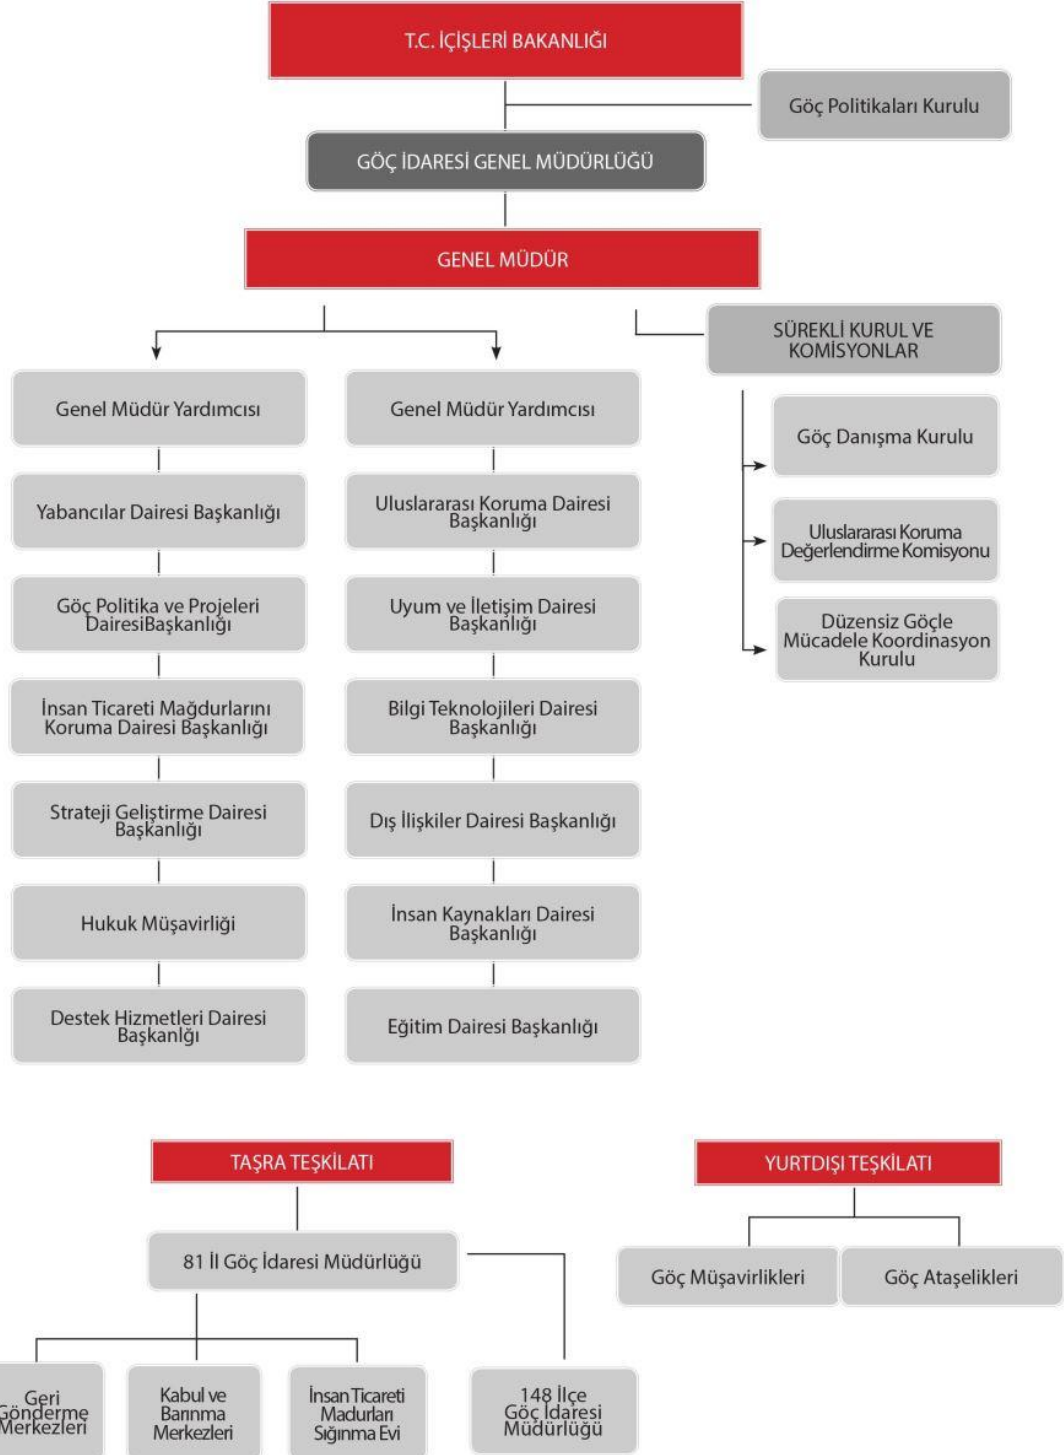 T.C. İÇİŞLERİ BAKANLIĞI
Göç Politikaları Kurulu
GÖÇ İDARESİ GENEL MÜDÜRLÜĞÜ
GENEL MÜDÜR
SÜREKLİ KURUL VE
KOMİSYONLAR
Genel Müdür Yardımcısı
Yabancılar Dairesi Başkanlığı
Göç Politika ve Projeleri
DairesiBaşkanlığı
İnsan Ticareti Mağdurlarını
Koruma Dairesi Başkanlığı
Strateji Geliştirme Dairesi
Başkanlığı
Hukuk Müşavirliği
Destek Hizmetleri Dairesi
Başkanlğı
Genel Müdür Yardımcısı
Uluslararası Koruma Dairesi
Başkanlığı
Uyum ve İletişim Dairesi
Başkanlığı
Bilgi Teknolojileri Dairesi
Başkanlığı
Dış İlişkiler Dairesi Başkanlığı
İnsan Kaynakları Dairesi
Başkanlığı
Eğitim Dairesi Başkanlığı
Göç Danışma Kurulu
Uluslararası Koruma
Değerlendirme Komisyonu
Düzensiz Göçle
Mücadele Koordinasyon
Kurulu
TAŞRA TEŞKİLATI
81 İl Göç İdaresi Müdürlüğü
Geri
Gönderme
Merkezleri
Kabul ve
Barınma
Merkezleri
İnsan Ticareti
Madurları
Sığınma Evi
148 İlçe
Göç İdaresi
Müdürlüğü
YURTDIŞI TEŞKİLATI
Göç Müşavirlikleri
Göç Ataşelikleri